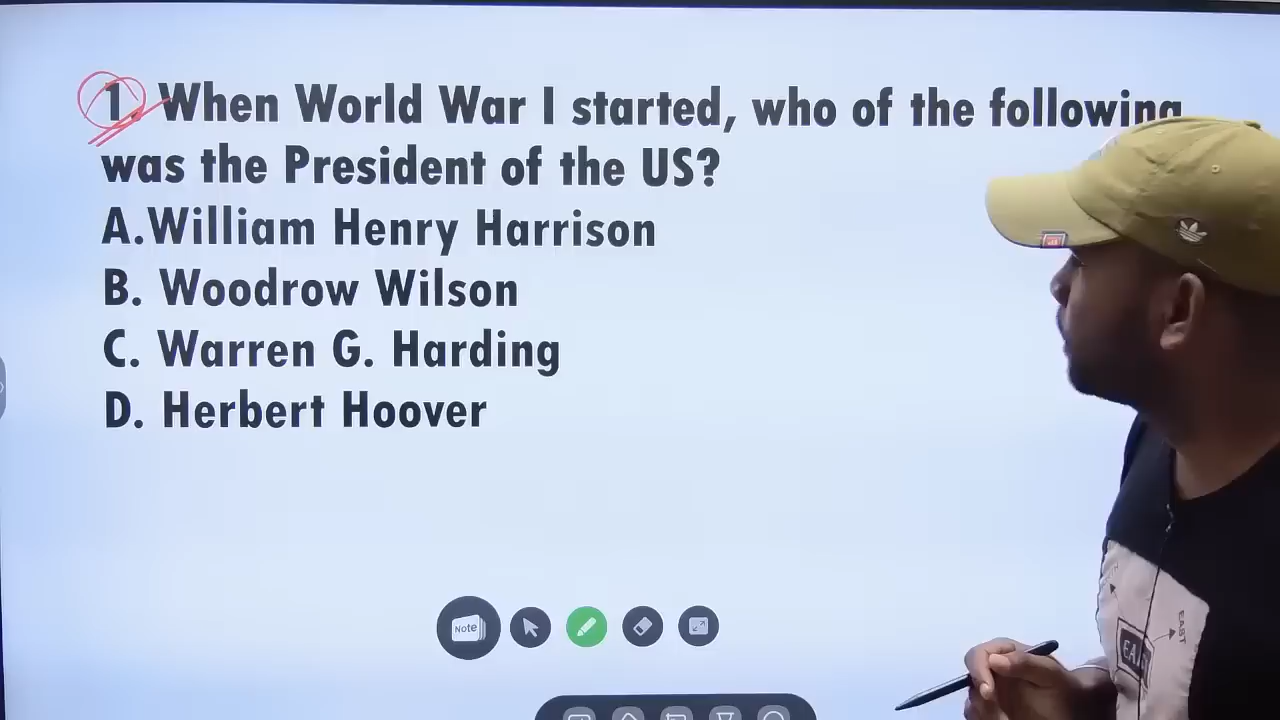 1. When World War I started, who of the following
was the President of the US?
A.William Henry Harrison
B. Woodrow Wilson
C. Warren G. Harding
D. Herbert Hoover
Note
EAST